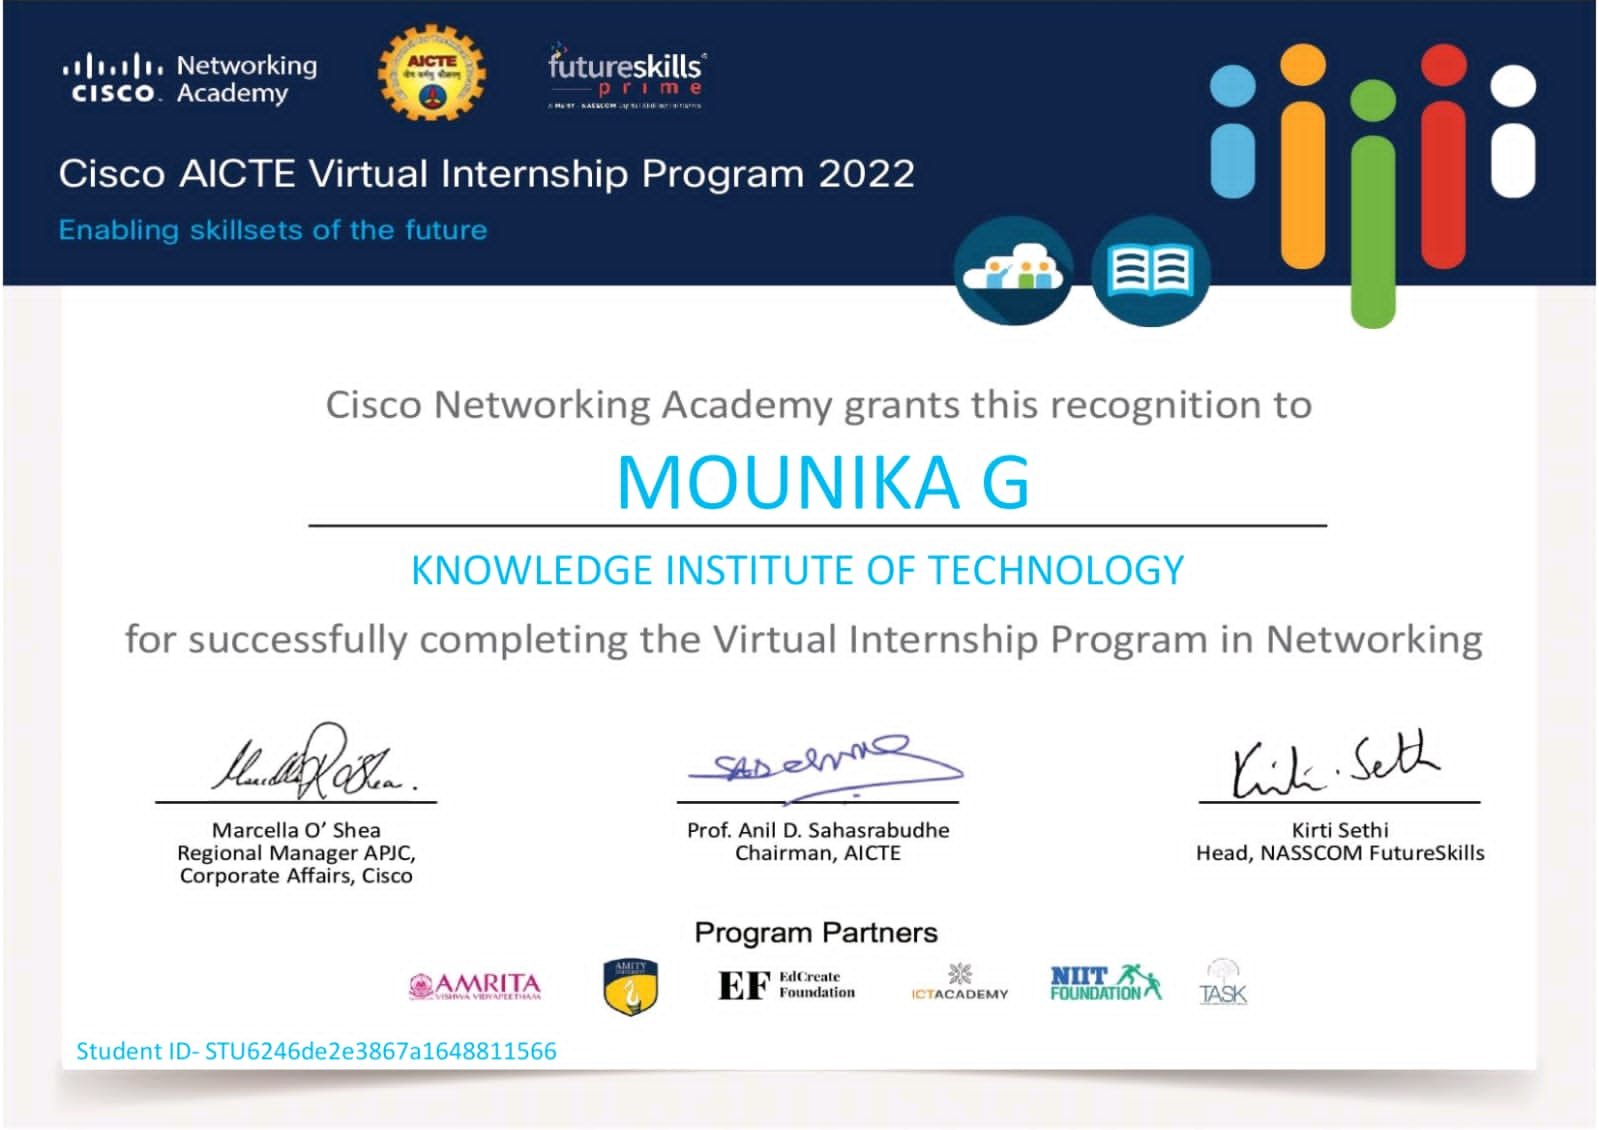 CISCO Networking Academy
AICTE
futureskills
prime
Cisco AICTE Virtual Internship Program 2022
Enabling skillsets of the future
Cisco Networking Academy grants this recognition to
MOUNIKA G
KNOWLEDGE INSTITUTE OF TECHNOLOGY
for successfully completing the Virtual Internship Program in Networking
Kirti. Seth
Marcella O’ Shea
Regional Manager APJC,
Corporate Affairs, Cisco
Prof. Anil D. Sahasrabudhe
Chairman, AICTE
Kirti Sethi
Head, NASSCOM FutureSkills
Program Partners
AMRITA
VISHWA VIDYAPEETHAM
AMITY
UNIVERSITY
EF EdCreate
Foundation
ICTACADEMY
NIIT
FOUNDATION
TASK
Student ID- STU6246de2e3867a1648811566